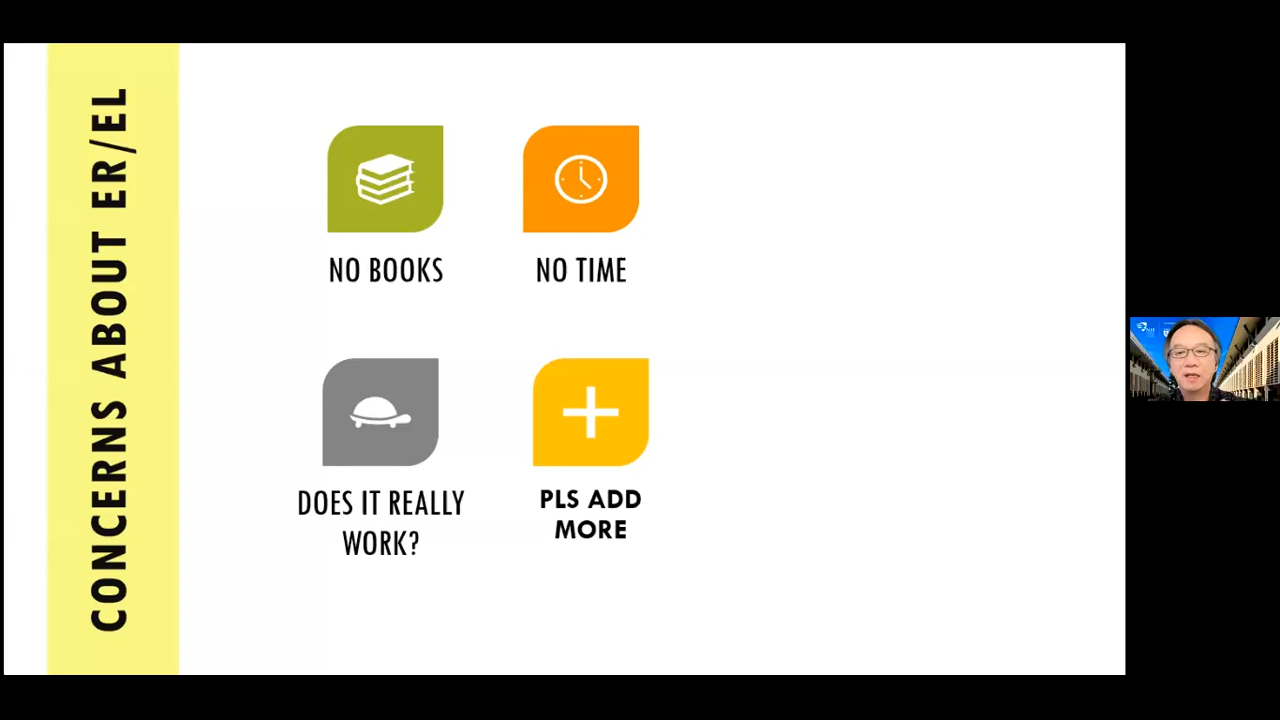 CONCERNS ABOUT ER/EL
NO BOOKS
NO TIME
DOES IT REALLY
WORK?
PLS ADD
MORE